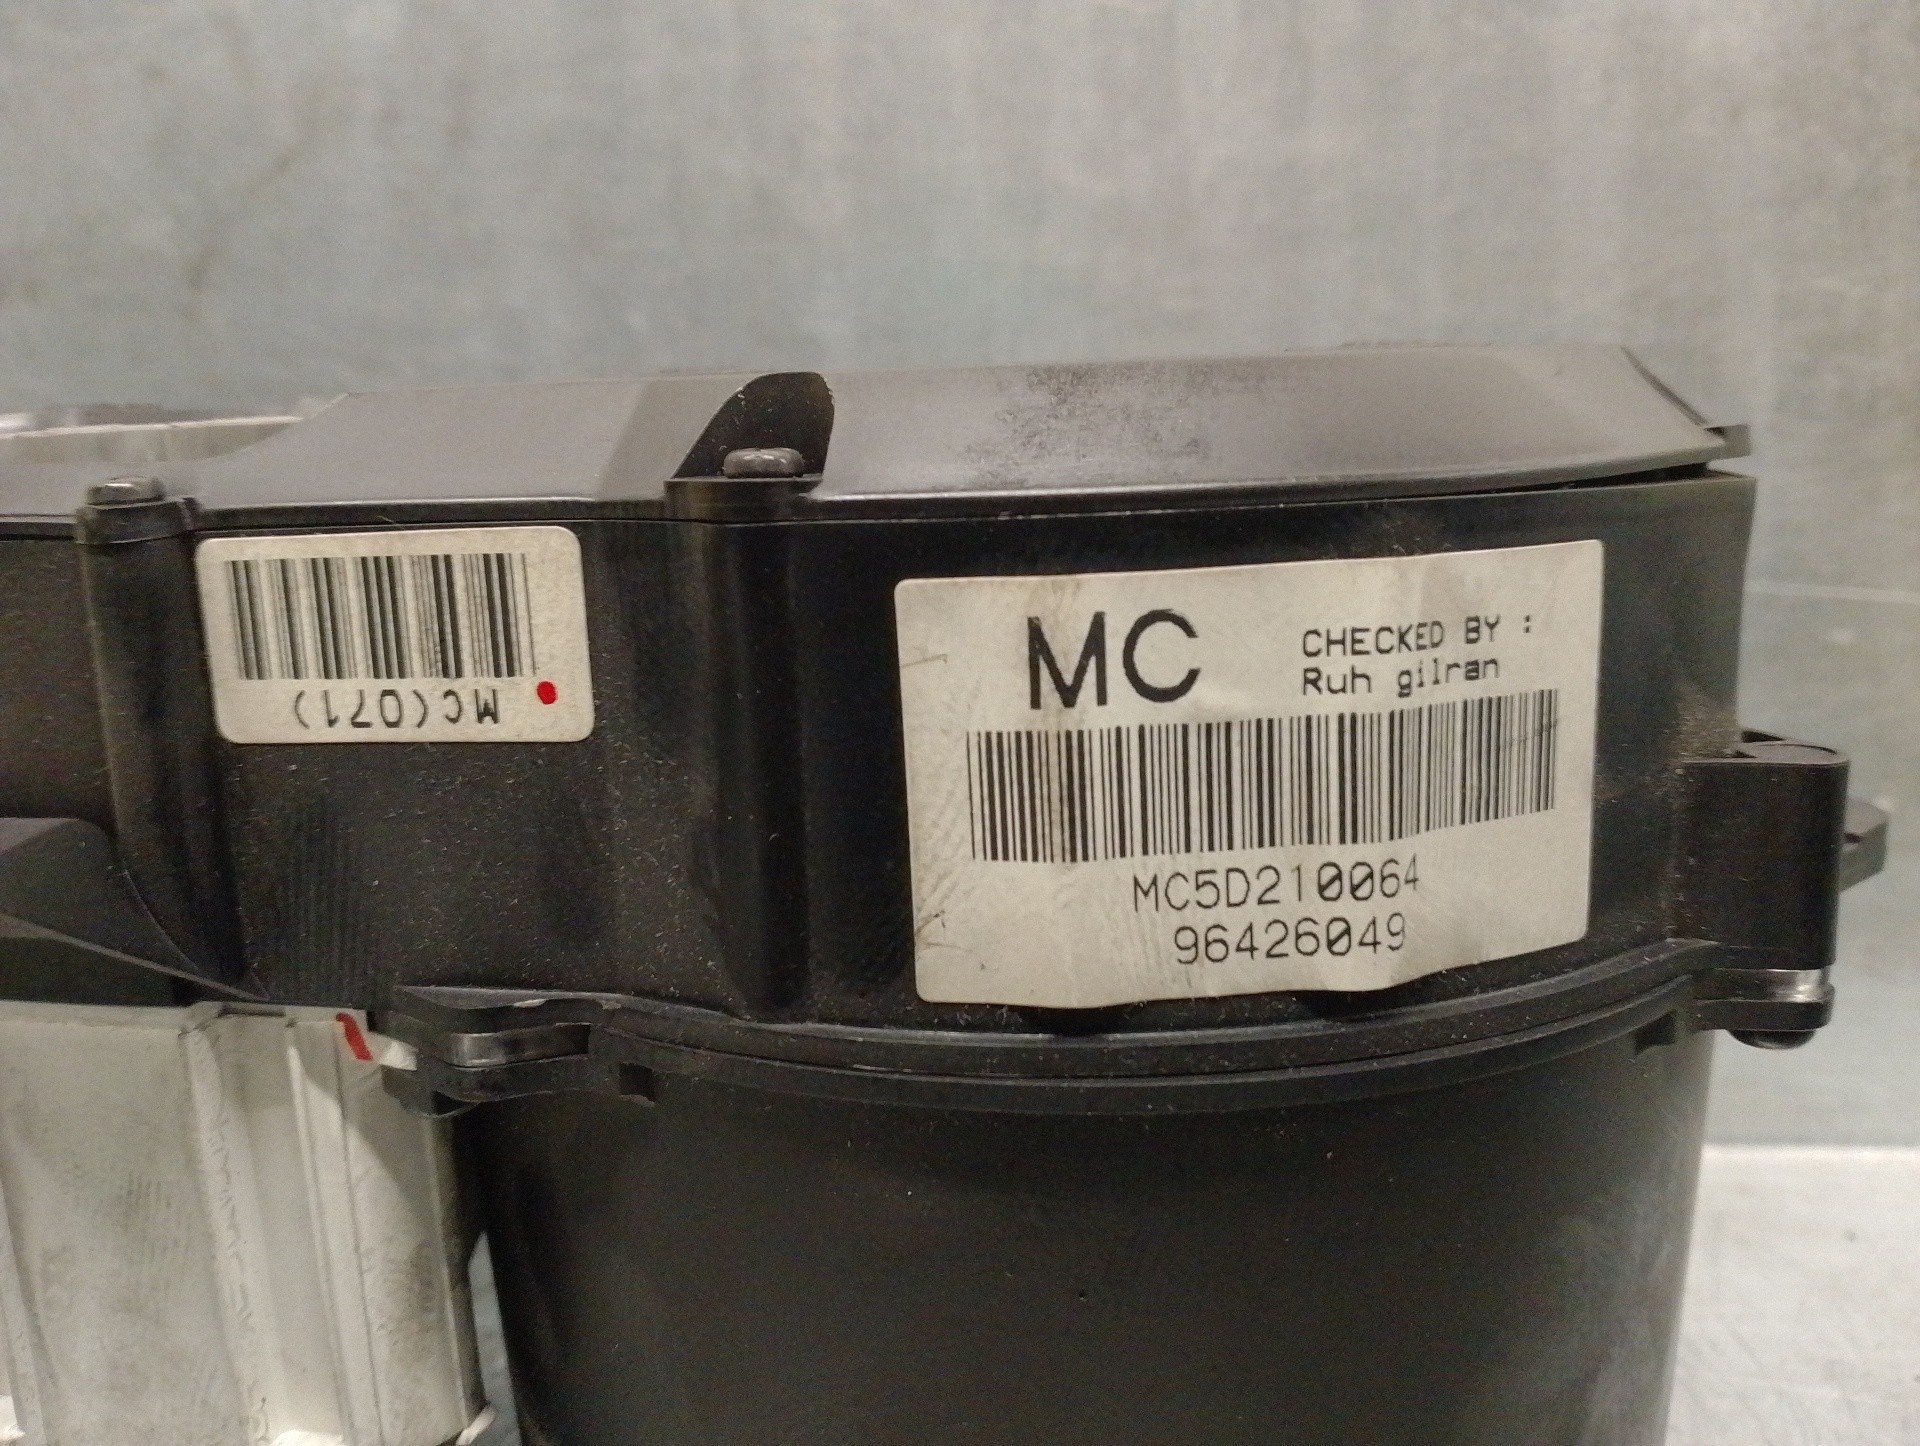 MC(071)
MC
CHECKED BY :
Ruh gilran
MC5D210064
96426049